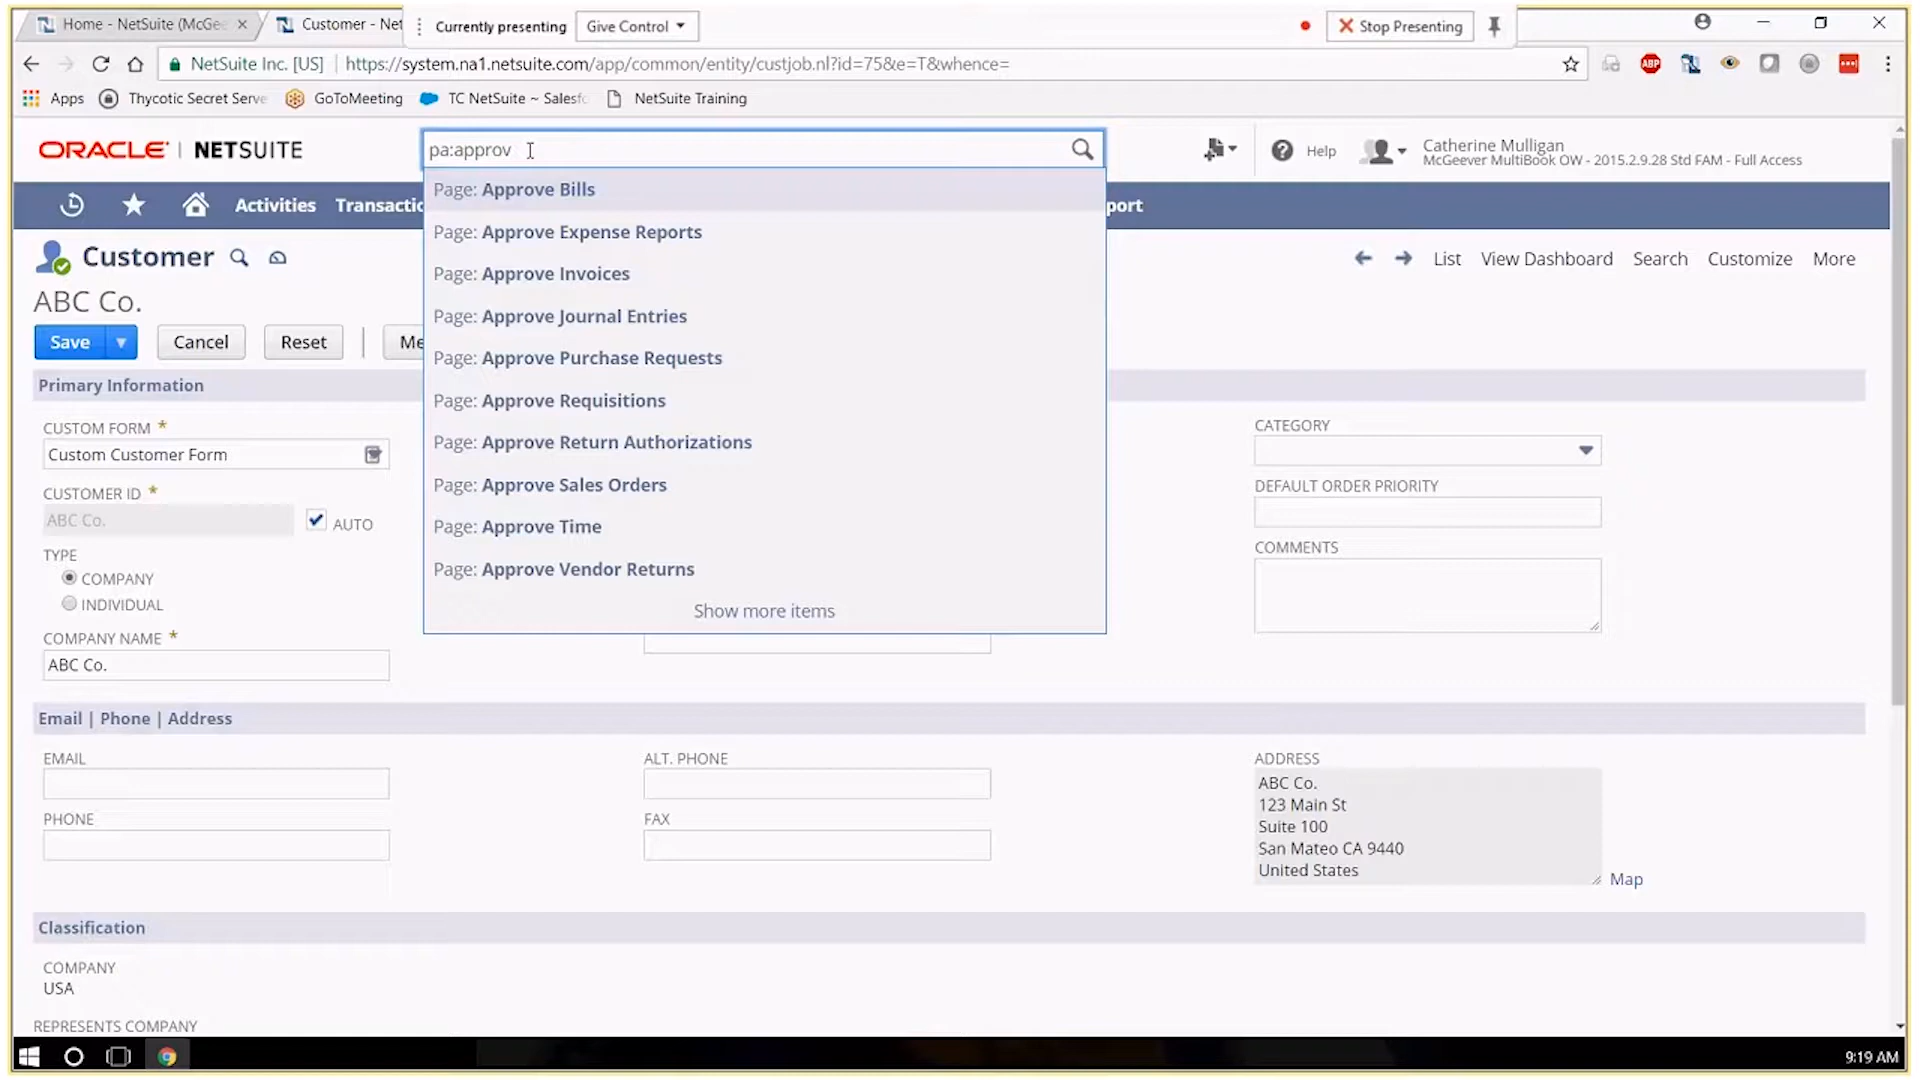 Home - NetSuite (McGee
Customer - Net
Currently presenting
Give Control
Stop Presenting
NetSuite Inc. [US]
https://system.na1.netsuite.com/app/common/entity/custjob.nl?id=75&e=T&whence=
ABP
Apps
Thycotic Secret Serve
GoToMeeting
TC NetSuite ~ Salesfo
NetSuite Training
ORACLE | NETSUITE
pa:approv
Help
Catherine Mulligan
McGeever MultiBook OW - 2015.2.9.28 Std FAM - Full Access
Activities
Transactio
port
Page: Approve Bills
Page: Approve Expense Reports
Page: Approve Invoices
Page: Approve Journal Entries
Page: Approve Purchase Requests
Page: Approve Requisitions
Page: Approve Return Authorizations
Page: Approve Sales Orders
Page: Approve Time
Page: Approve Vendor Returns
Show more items
Customer
List
View Dashboard
Search
Customize
More
ABC Co.
Save
Cancel
Reset
Me
Primary Information
CUSTOM FORM *
Custom Customer Form
CUSTOMER ID *
ABC Co.
AUTO
TYPE
COMPANY
INDIVIDUAL
COMPANY NAME *
ABC Co.
CATEGORY
DEFAULT ORDER PRIORITY
COMMENTS
Email | Phone | Address
EMAIL
PHONE
ALT. PHONE
FAX
ADDRESS
ABC Co.
123 Main St
Suite 100
San Mateo CA 9440
United States
Map
Classification
COMPANY
USA
REPRESENTS COMPANY
9:19 AM